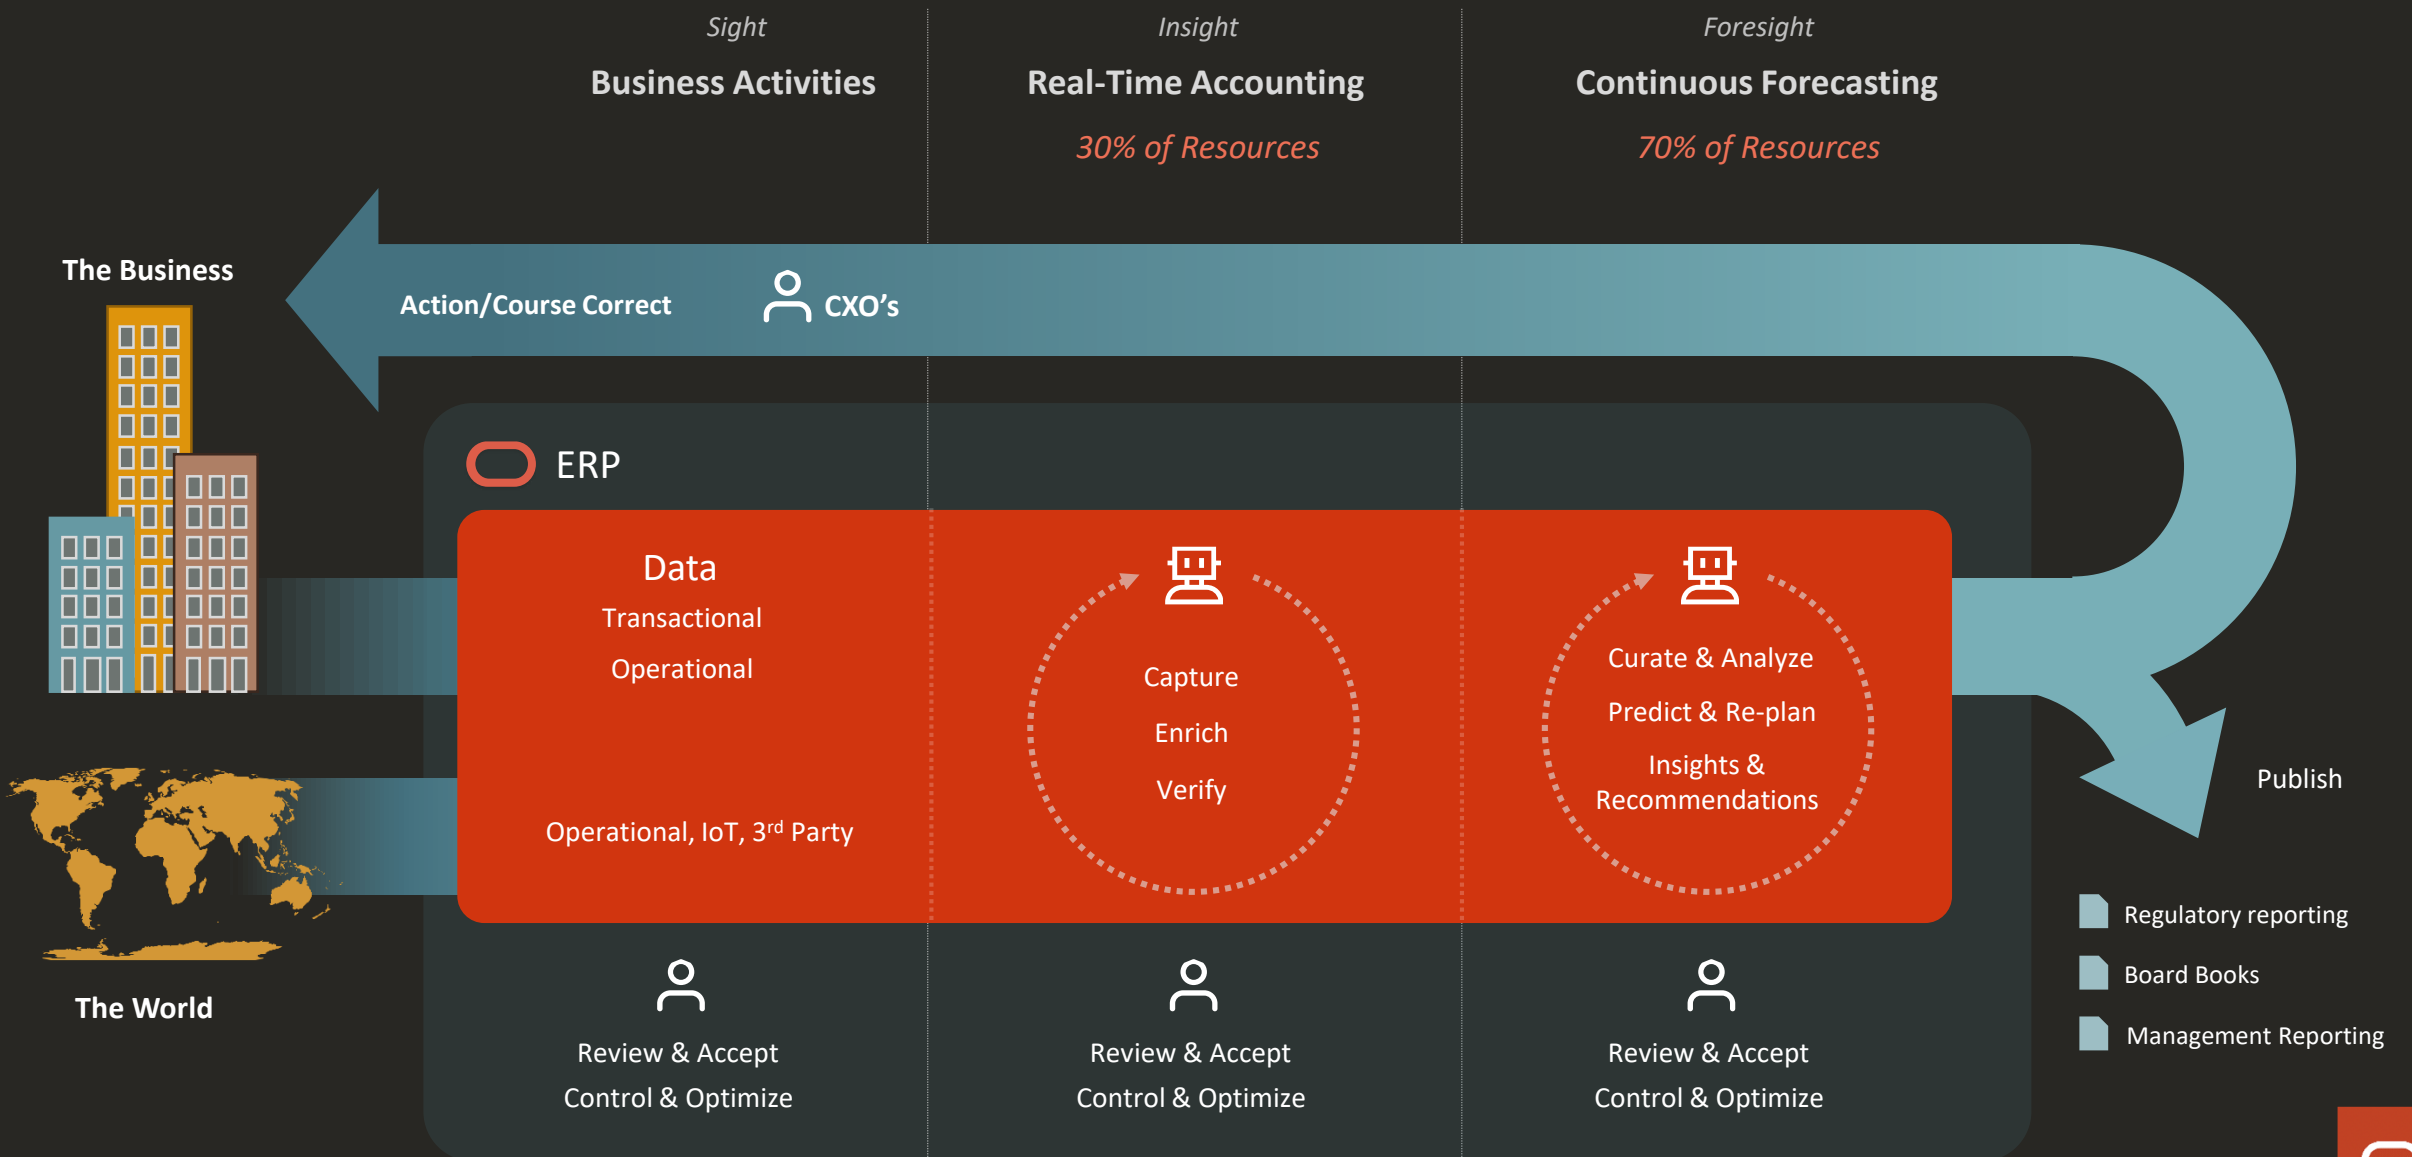 Sight
Business Activities
Insight
Real-Time Accounting
30% of Resources
Foresight
Continuous Forecasting
70% of Resources
The Business
Action/Course Correct
CXO's
ERP
Data
Transactional
Operational
Operational, IoT, 3rd Party
Capture
Enrich
Verify
Curate & Analyze
Predict & Re-plan
Insights &
Recommendations
Publish
The World
Review & Accept
Control & Optimize
Review & Accept
Control & Optimize
Review & Accept
Control & Optimize
Regulatory reporting
Board Books
Management Reporting